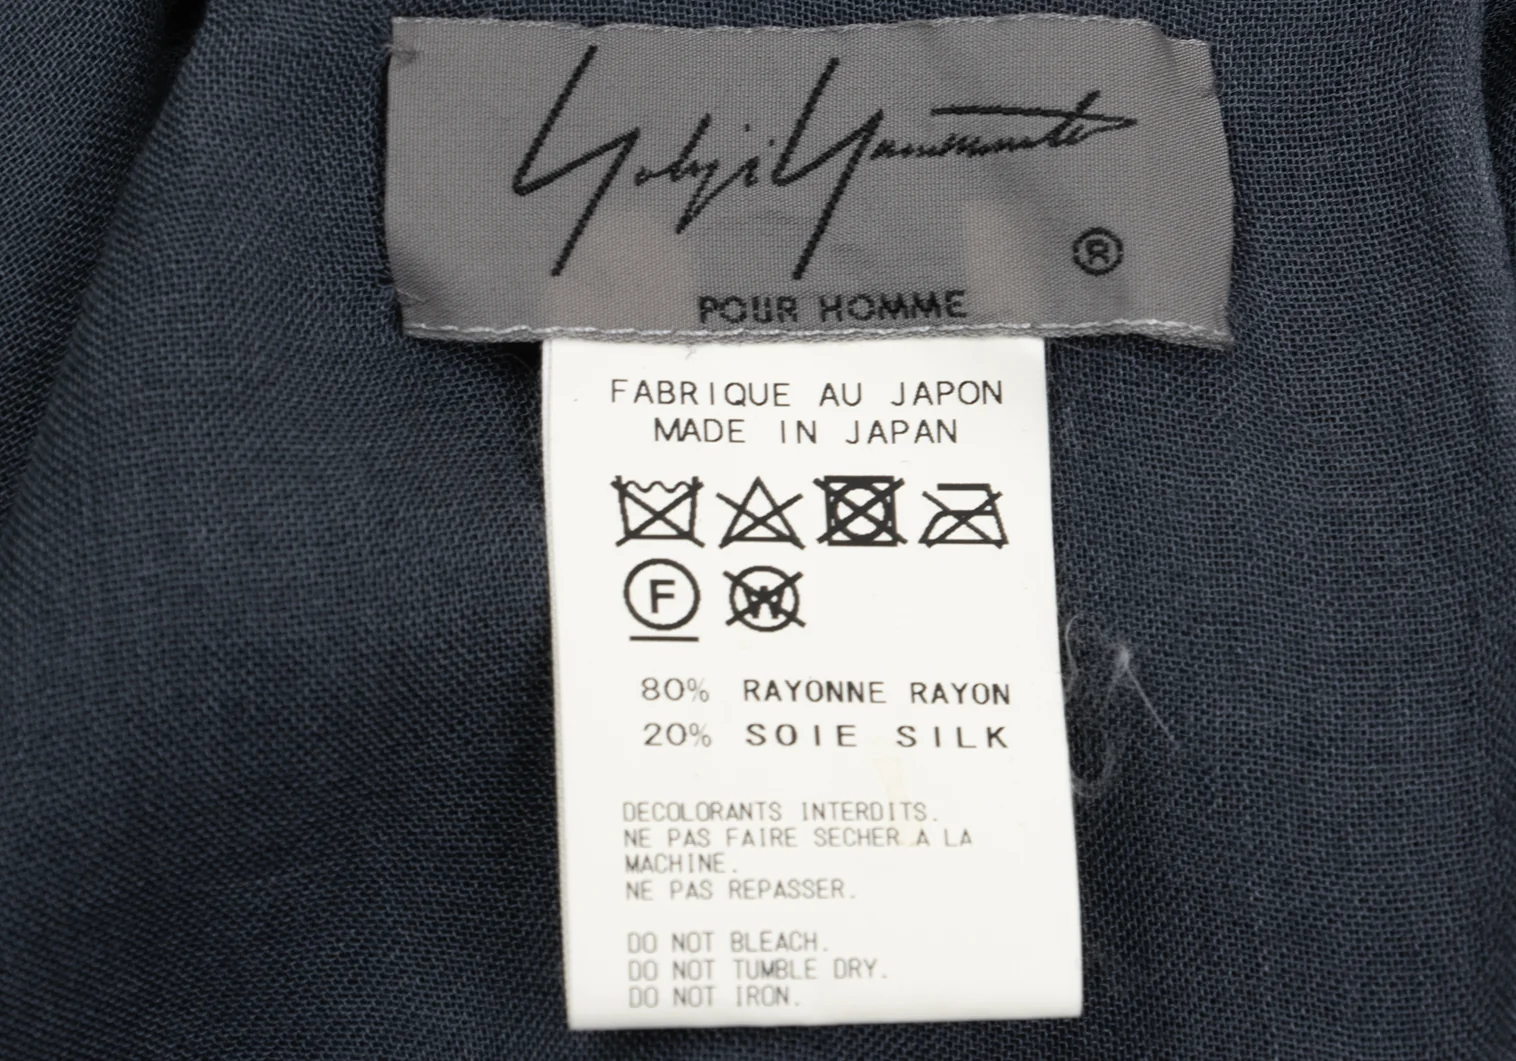 Yohji Yamamoto
®
POUR HOMME
FABRIQUE AU JAPON
MADE IN JAPAN
F W
80% RAYONNE RAYON
20% SOIE SILK
DECOLORANTS INTERDITS.
NE PAS FAIRE SECHER A LA
MACHINE.
NE PAS REPASSER.
DO NOT BLEACH.
DO NOT TUMBLE DRY.
DO NOT IRON.